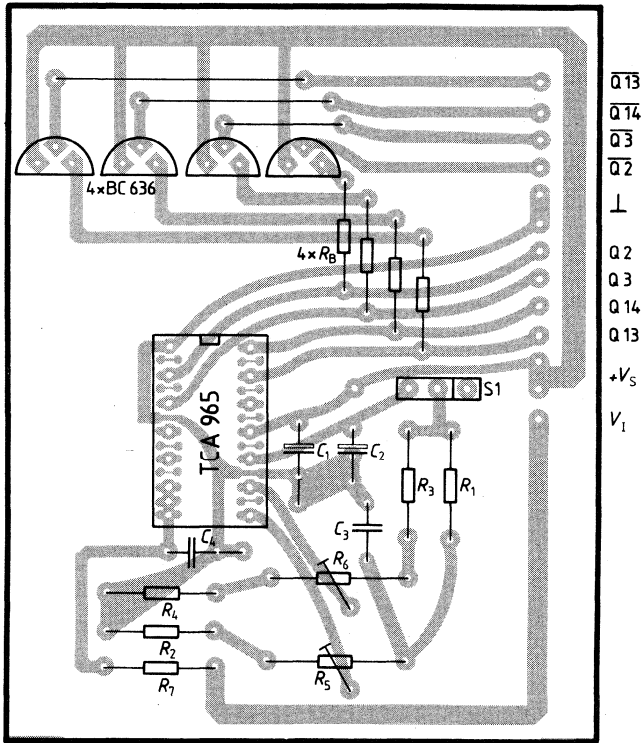 Q13
Q14
Q3
Q2
4×BC 636
⊥
4×RB
Q2
Q3
Q14
Q13
+VS
S1
VI
TCA 965
C1
C2
R3
R1
C3
C4
R6
R4
R2
R5
R7